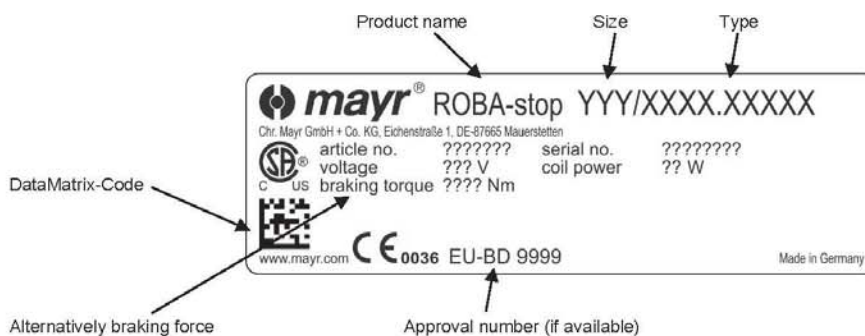 Product name Size Type
mayr® ROBA-stop YYY/XXXX.XXXXX
Chr. Mayr GmbH + Co. KG, Eichenstraße 1, DE-87665 Mauerstetten
article no. ??????? serial no. ????????
voltage ??? V coil power ?? W
SA ®
C US braking torque ???? Nm
DataMatrix-Code
www.mayr.com CE 0036 EU-BD 9999 Made in Germany
Alternatively braking force Approval number (if available)